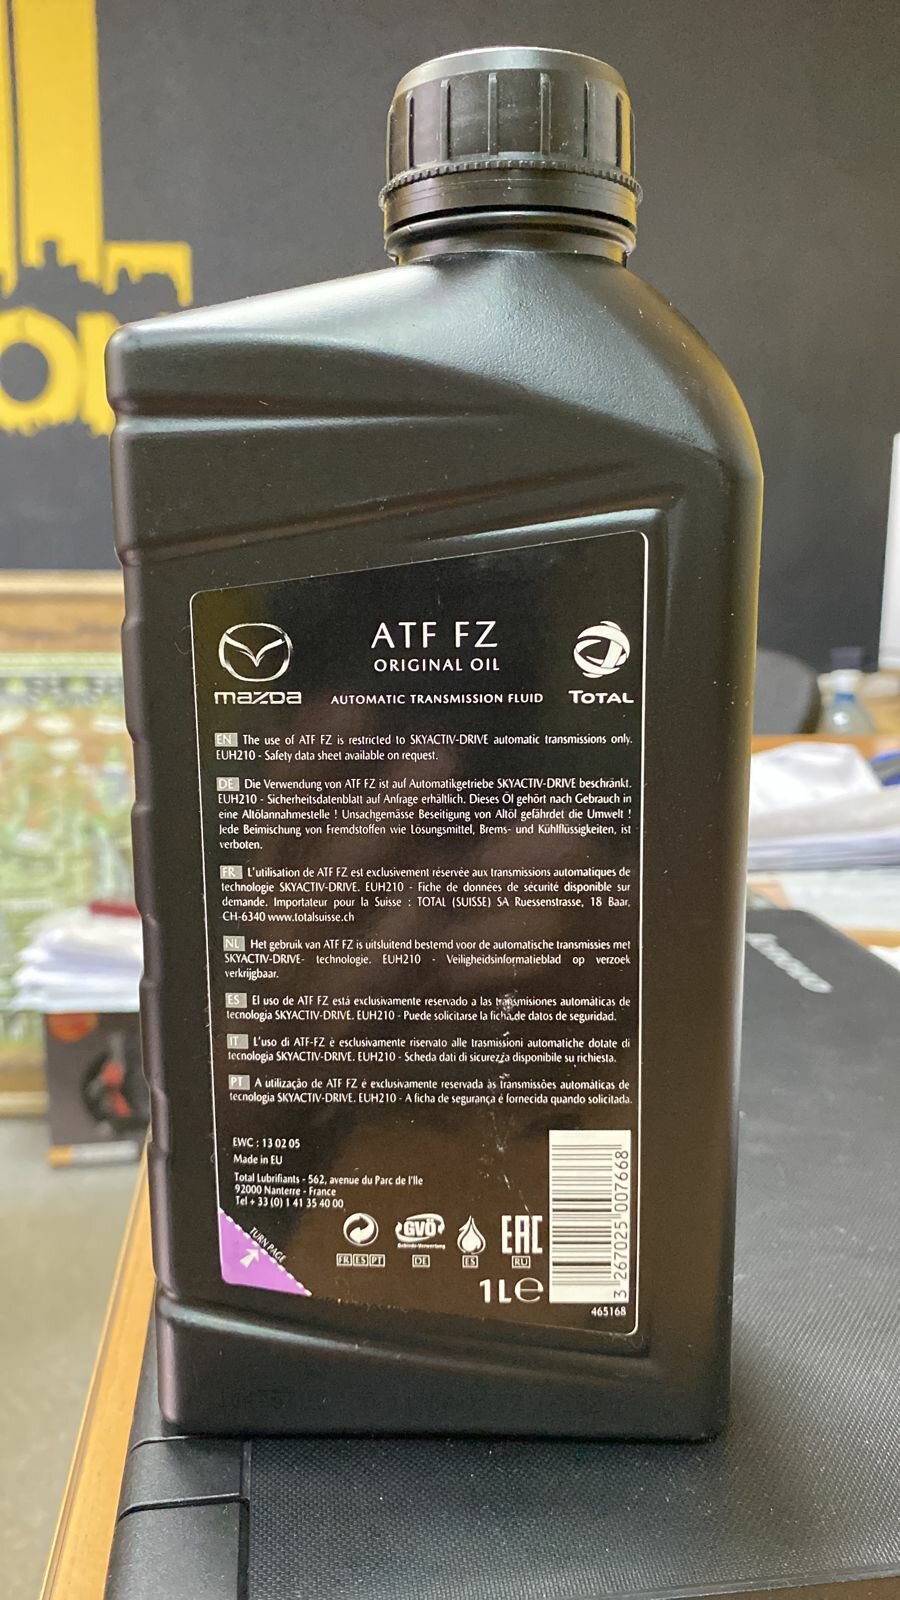 ATF FZ
ORIGINAL OIL
mazda
AUTOMATIC TRANSMISSION FLUID
TOTAL
EN The use of ATF FZ is restricted to SKYACTIV-DRIVE automatic transmissions only.
EUH210 - Safety data sheet available on request.
DE Die Verwendung von ATF FZ ist auf Automatikgetriebe SKYACTIV-DRIVE beschränkt.
EUH210 - Sicherheitsdatenblatt auf Anfrage erhältlich. Dieses Öl gehört nach Gebrauch in
eine Altölannahmestelle ! Unsachgemässe Beseitigung von Altöl gefährdet die Umwelt !
Jede Beimischung von Fremdstoffen wie Lösungsmittel, Brems- und Kühlflüssigkeiten, ist
verboten.
FR L'utilisation de ATF FZ est exclusivement réservée aux transmissions automatiques de
technologie SKYACTIV-DRIVE. EUH210 - Fiche de données de sécurité disponible sur
demande. Importateur pour la Suisse : TOTAL (SUISSE) SA Ruessenstrasse, 18 Baar,
CH-6340 www.totalsuisse.ch
NL Het gebruik van ATF FZ is uitsluitend bestemd voor de automatische transmissies met
SKYACTIV-DRIVE- technologie. EUH210 - Veiligheidsinformatieblad op verzoek
verkrijgbaar.
ES El uso de ATF FZ está exclusivamente reservado a las transmisiones automáticas de
tecnologia SKYACTIV-DRIVE. EUH210 - Puede solicitarse la ficha de datos de seguridad.
IT L'uso di ATF-FZ è esclusivamente riservato alle trasmissioni automatiche dotate di
tecnologia SKYACTIV-DRIVE. EUH210 - Scheda dati di sicurezza disponibile su richiesta.
PT A utilização de ATF FZ é exclusivamente reservada às transmissões automáticas de
tecnologia SKYACTIV-DRIVE. EUH210 - A ficha de segurança é fornecida quando solicitada.
EWC : 13 02 05
Made in EU
Total Lubrifiants - 562, avenue du Parc de l'Ile
92000 Nanterre - France
Tel + 33 (0) 1 41 35 40 00
TURN PAGE
GVÖ
Gebinde-Verwertung
EAC
FR ES PT
DE
ES
RU
1L e
3 267025 007668
465168
lenovo